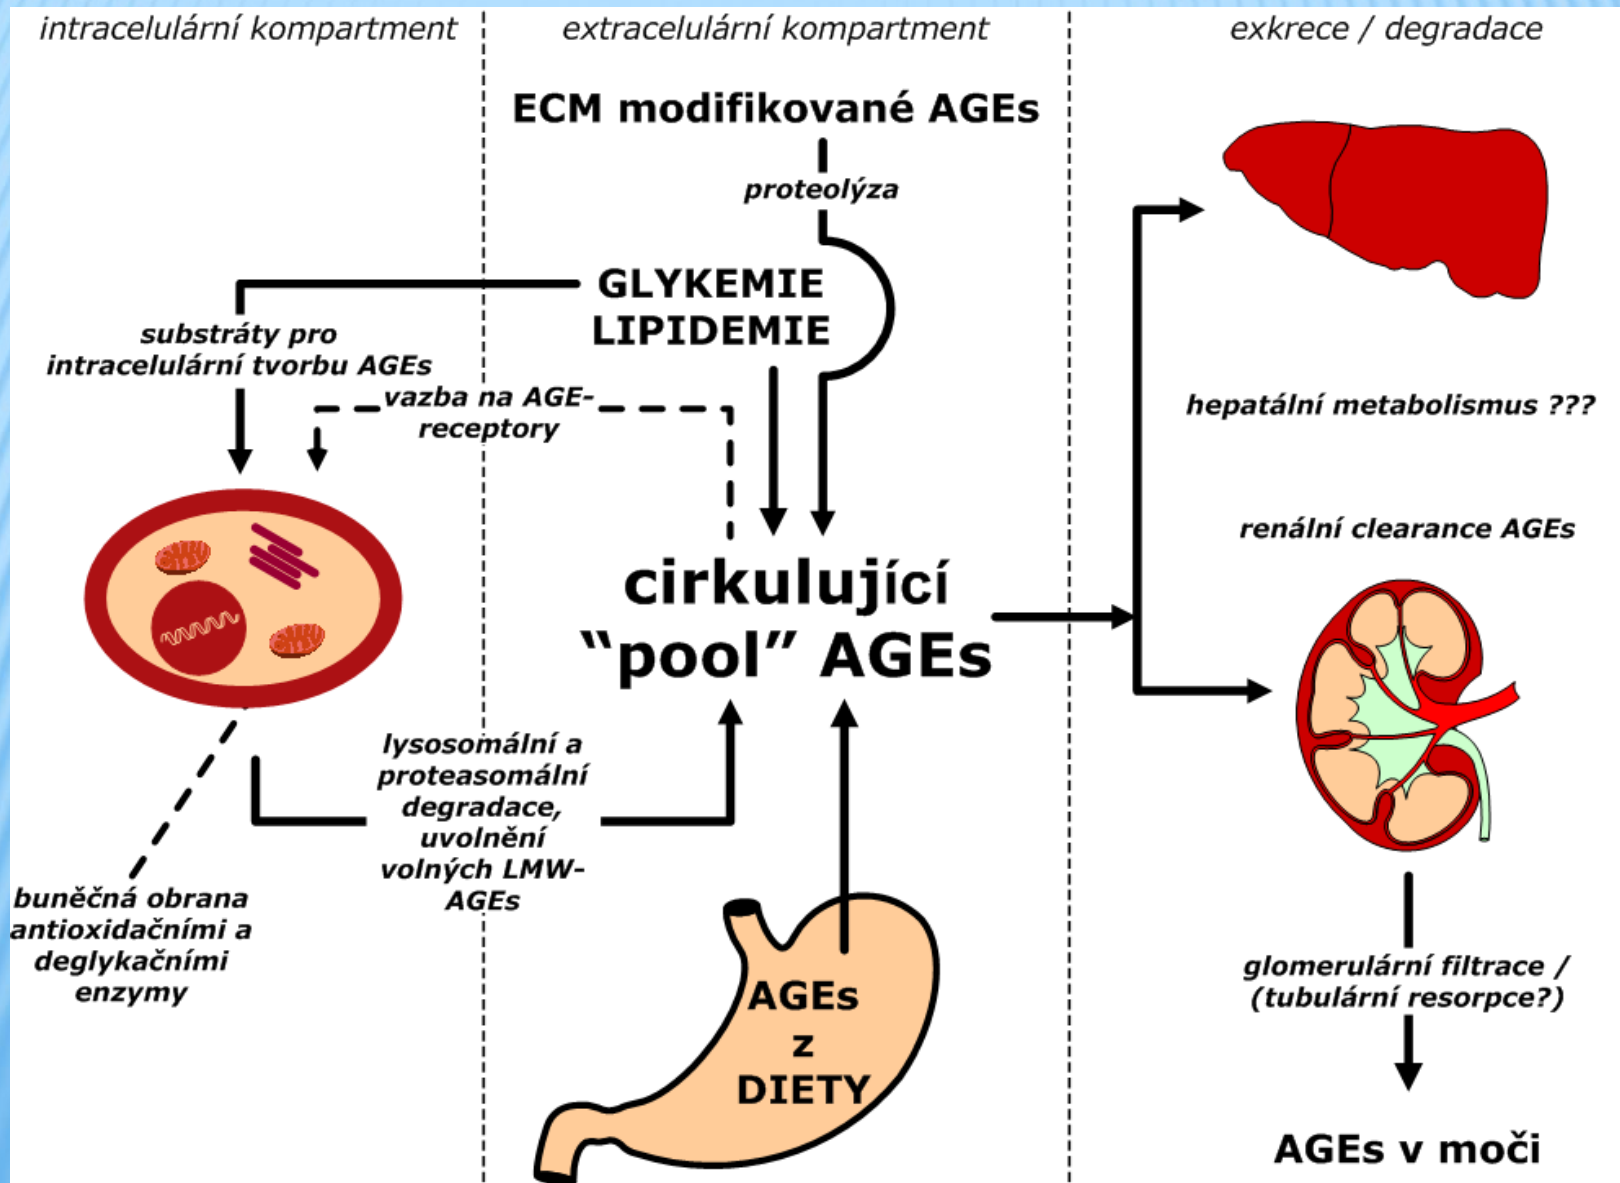 intracelulární kompartment
extracelulární kompartment
exkrece / degradace
ECM modifikované AGEs
proteolýza
GLYKEMIE
LIPIDEMIE
substráty pro
intracelulární tvorbu AGEs
vazba na AGE-
receptory
hepatální metabolismus ???
renální clearance AGEs
cirkulující
“pool” AGEs
lysosomální a
proteasomální
degradace,
uvolnění
volných LMW-
AGEs
buněčná obrana
antioxidačními a
deglykačními
enzymy
AGEs
z
DIETY
glomerulární filtrace /
(tubulární resorpce?)
AGEs v moči